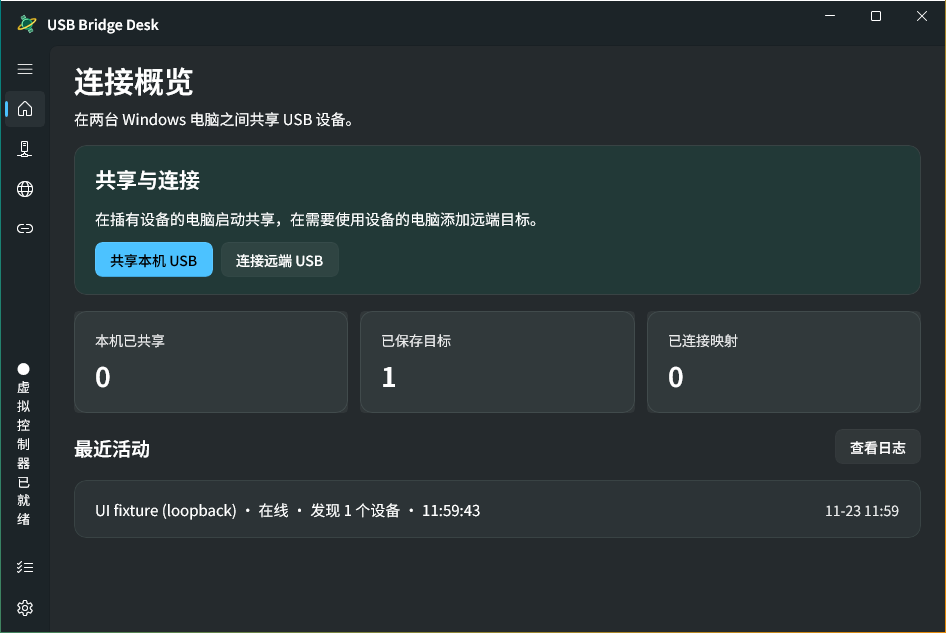 USB Bridge Desk
连接概览
在两台 Windows 电脑之间共享 USB 设备。
共享与连接
在插有设备的电脑启动共享，在需要使用设备的电脑添加远端目标。
共享本机 USB
连接远端 USB
本机已共享
0
已保存目标
1
已连接映射
0
最近活动
查看日志
UI fixture (loopback) • 在线 • 发现 1 个设备 • 11:59:43
11-23 11:59
虚拟控制器已就绪